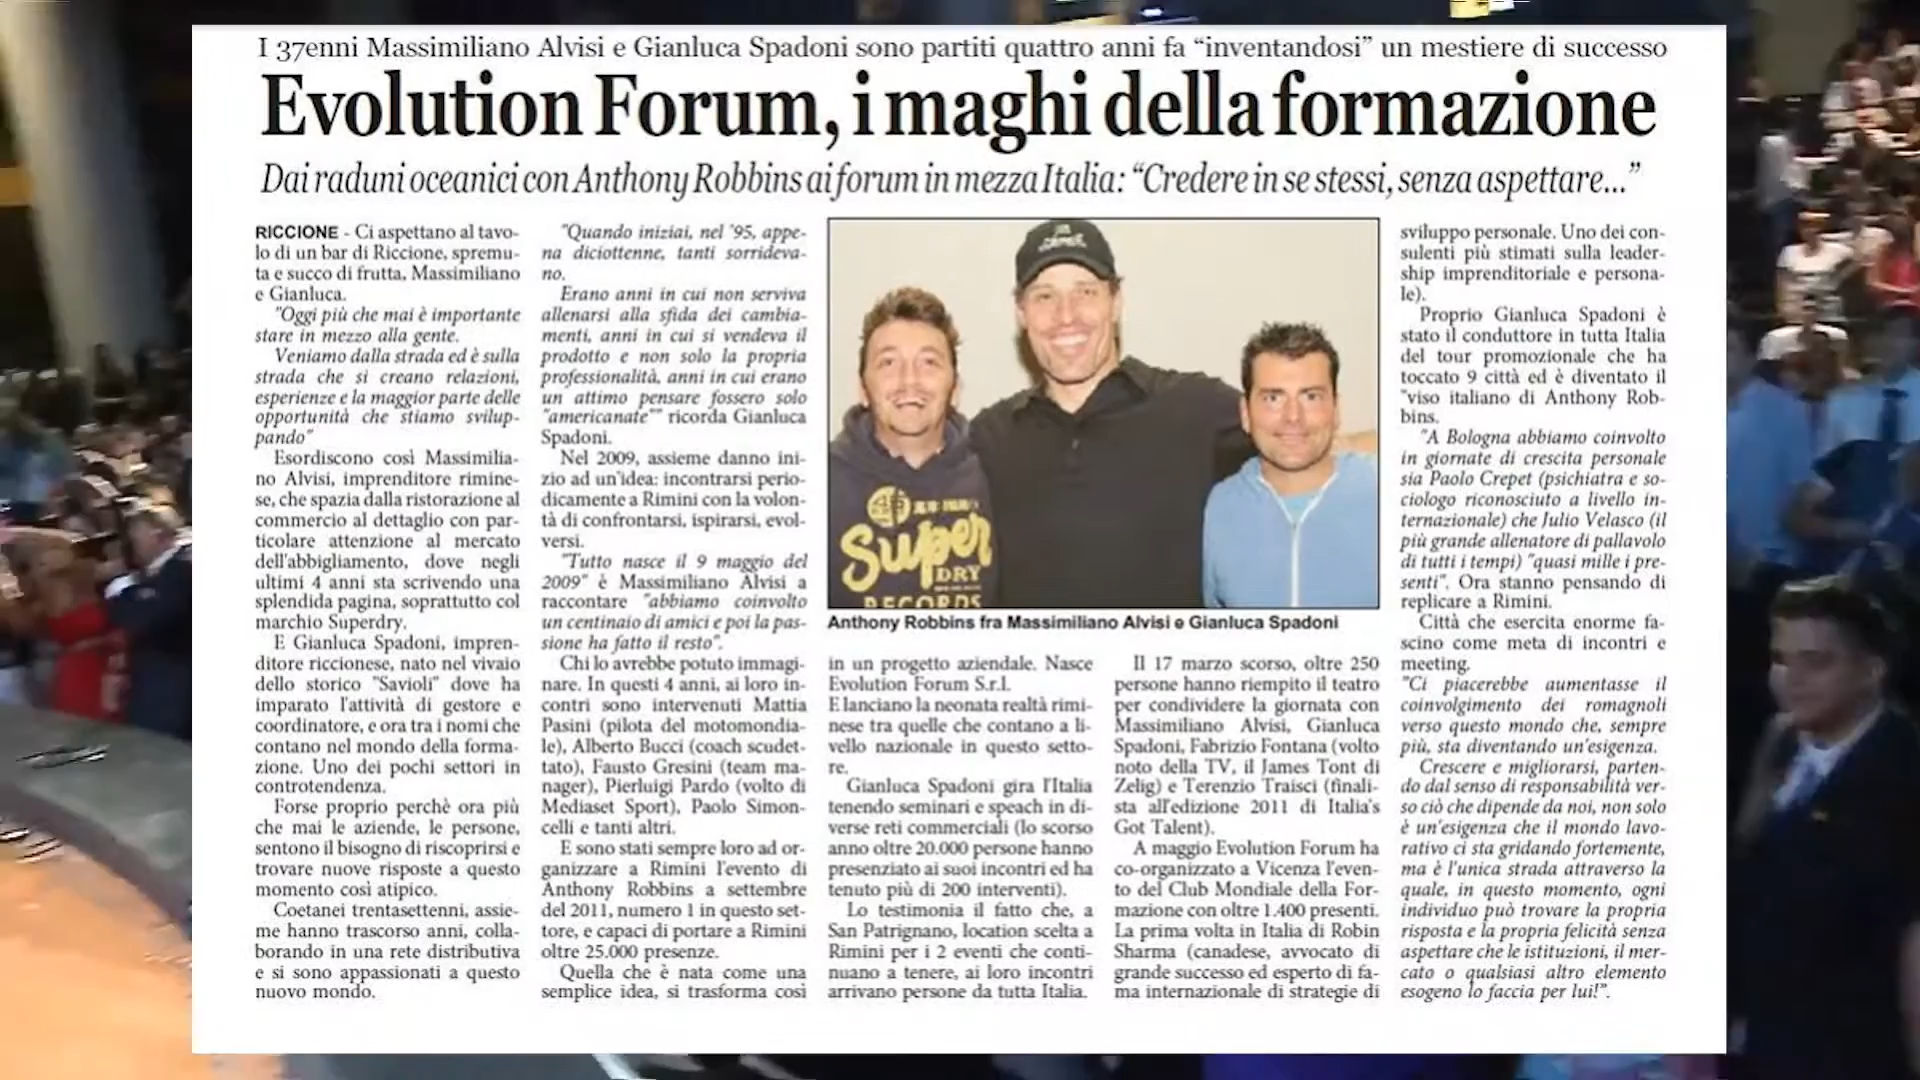 I 37enni Massimiliano Alvisi e Gianluca Spadoni sono partiti quattro anni fa “inventandosi” un mestiere di successo
Evolution Forum, i maghi della formazione
Dai raduni oceanici con Anthony Robbins ai forum in mezza Italia: “Credere in se stessi, senza aspettare...”
RICCIONE - Ci aspettano al tavo-
lo di un bar di Riccione, spremu-
ta e succo di frutta, Massimiliano
e Gianluca.
"Oggi più che mai è importante
stare in mezzo alla gente.
Veniamo dalla strada ed è sulla
strada che si creano relazioni,
esperienze e la maggior parte delle
opportunità che stiamo svilup-
pando"
Esordiscono così Massimilia-
no Alvisi, imprenditore rimine-
se, che spazia dalla ristorazione al
commercio al dettaglio con par-
ticolare attenzione al mercato
dell'abbigliamento, dove negli
ultimi 4 anni sta scrivendo una
splendida pagina, soprattutto col
marchio Superdry.
E Gianluca Spadoni, impren-
ditore riccionese, nato nel vivaio
dello storico "Savioli" dove ha
imparato l'attività di gestore e
coordinatore, e ora tra i nomi che
contano nel mondo della forma-
zione. Uno dei pochi settori in
controtendenza.
Forse proprio perchè ora più
che mai le aziende, le persone,
sentono il bisogno di riscoprirsi e
trovare nuove risposte a questo
momento così atipico.
Coetanei trentasettenni, assie-
me hanno trascorso anni, colla-
borando in una rete distributiva
e si sono appassionati a questo
nuovo mondo.
"Quando iniziai, nel '95, appe-
na diciottenne, tanti sorrideva-
no.
Erano anni in cui non serviva
allenarsi alla sfida dei cambia-
menti, anni in cui si vendeva il
prodotto e non solo la propria
professionalità, anni in cui erano
un attimo pensare fossero solo
"americanate"" ricorda Gianluca
Spadoni.
Nel 2009, assieme danno ini-
zio ad un'idea: incontrarsi perio-
dicamente a Rimini con la volon-
tà di confrontarsi, ispirarsi, evol-
versi.
"Tutto nasce il 9 maggio del
2009" è Massimiliano Alvisi a
raccontare "abbiamo coinvolto
un centinaio di amici e poi la pas-
sione ha fatto il resto".
Chi lo avrebbe potuto immagi-
nare. In questi 4 anni, ai loro in-
contri sono intervenuti Mattia
Pasini (pilota del motomondia-
le), Alberto Bucci (coach scudet-
tato), Fausto Gresini (team ma-
nager), Pierluigi Pardo (volto di
Mediaset Sport), Paolo Simon-
celli e tanti altri.
E sono stati sempre loro ad or-
ganizzare a Rimini l'evento di
Anthony Robbins a settembre
del 2011, numero 1 in questo set-
tore, e capaci di portare a Rimini
oltre 25.000 presenze.
Quella che è nata come una
semplice idea, si trasforma così
Super
DRY
RECORDS
Anthony Robbins fra Massimiliano Alvisi e Gianluca Spadoni
in un progetto aziendale. Nasce
Evolution Forum S.r.l.
E lanciano la neonata realtà rimi-
nese tra quelle che contano a li-
vello nazionale in questo setto-
re.
Gianluca Spadoni gira l'Italia
tenendo seminari e speach in di-
verse reti commerciali (lo scorso
anno oltre 20.000 persone hanno
presenziato ai suoi incontri ed ha
tenuto più di 200 interventi).
Lo testimonia il fatto che, a
San Patrignano, location scelta a
Rimini per i 2 eventi che conti-
nuano a tenere, ai loro incontri
arrivano persone da tutta Italia.
Il 17 marzo scorso, oltre 250
persone hanno riempito il teatro
per condividere la giornata con
Massimiliano Alvisi, Gianluca
Spadoni, Fabrizio Fontana (volto
noto della TV, il James Tont di
Zelig) e Terenzio Traisci (finali-
sta all'edizione 2011 di Italia's
Got Talent).
A maggio Evolution Forum ha
co-organizzato a Vicenza l'even-
to del Club Mondiale della For-
mazione con oltre 1.400 presenti.
La prima volta in Italia di Robin
Sharma (canadese, avvocato di
grande successo ed esperto di fa-
ma internazionale di strategie di
sviluppo personale. Uno dei con-
sulenti più stimati sulla leader-
ship imprenditoriale e persona-
le).
Proprio Gianluca Spadoni è
stato il conduttore in tutta Italia
del tour promozionale che ha
toccato 9 città ed è diventato il
"viso italiano di Anthony Rob-
bins.
"A Bologna abbiamo coinvolto
in giornate di crescita personale
sia Paolo Crepet (psichiatra e so-
ciologo riconosciuto a livello in-
ternazionale) che Julio Velasco (il
più grande allenatore di pallavolo
di tutti i tempi) "quasi mille i pre-
senti". Ora stanno pensando di
replicare a Rimini.
Città che esercita enorme fa-
scino come meta di incontri e
meeting.
"Ci piacerebbe aumentasse il
coinvolgimento dei romagnoli
verso questo mondo che, sempre
più, sta diventando un'esigenza.
Crescere e migliorarsi, parten-
do dal senso di responsabilità ver-
so ciò che dipende da noi, non solo
è un'esigenza che il mondo lavo-
rativo ci sta gridando fortemente,
ma è l'unica strada attraverso la
quale, in questo momento, ogni
individuo può trovare la propria
risposta e la propria felicità senza
aspettare che le istituzioni, il mer-
cato o qualsiasi altro elemento
esogeno lo faccia per lui!".